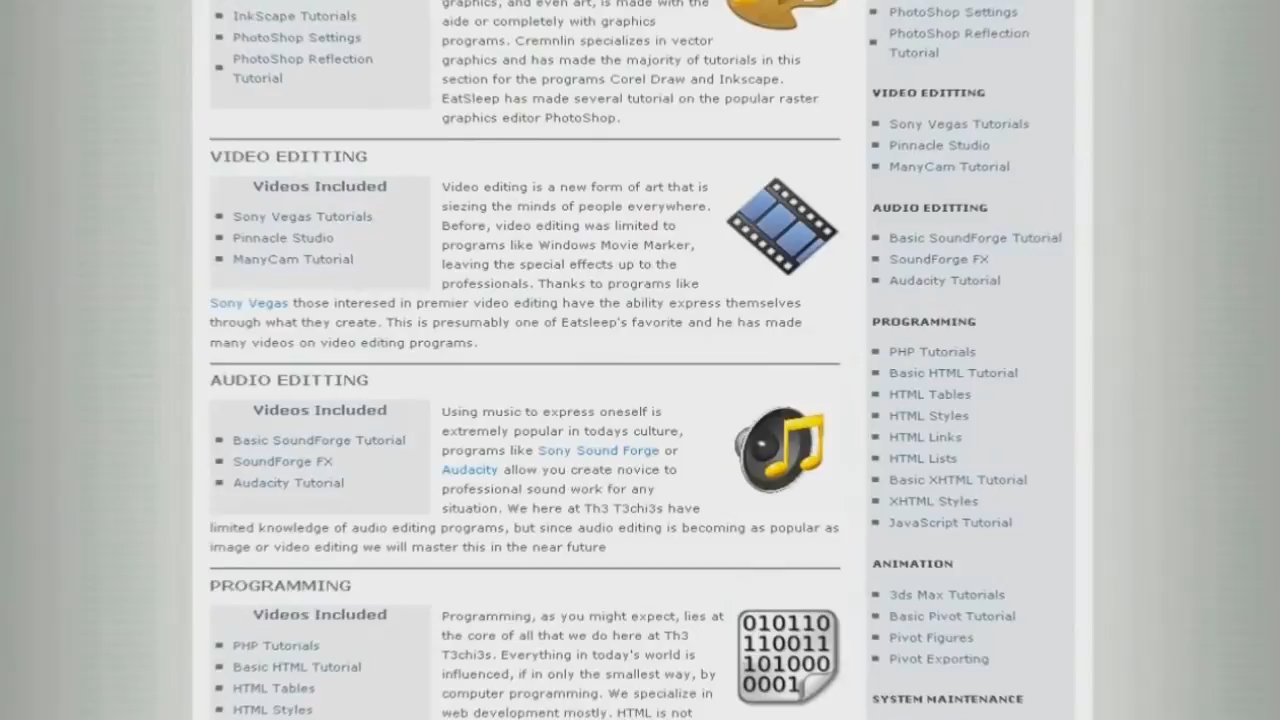 InkScape Tutorials
PhotoShop Settings
PhotoShop Reflection
Tutorial
graphics, and even art, is made with the
aide or completely with graphics
programs. Cremnlin specializes in vector
graphics and has made the majority of tutorials in this
section for the programs Corel Draw and Inkscape.
EatSleep has made several tutorial on the popular raster
graphics editor PhotoShop.
VIDEO EDITTING
Videos Included
Sony Vegas Tutorials
Pinnacle Studio
ManyCam Tutorial
Video editing is a new form of art that is
siezing the minds of people everywhere.
Before, video editing was limited to
programs like Windows Movie Marker,
leaving the special effects up to the
professionals. Thanks to programs like
Sony Vegas those interesed in premier video editing have the ability express themselves
through what they create. This is presumably one of Eatsleep's favorite and he has made
many videos on video editing programs.
AUDIO EDITTING
Videos Included
Basic SoundForge Tutorial
SoundForge FX
Audacity Tutorial
Using music to express oneself is
extremely popular in todays culture,
programs like Sony Sound Forge or
Audacity allow you create novice to
professional sound work for any
situation. We here at Th3 T3chi3s have
limited knowledge of audio editing programs, but since audio editing is becoming as popular as
image or video editing we will master this in the near future
PROGRAMMING
Videos Included
PHP Tutorials
Basic HTML Tutorial
HTML Tables
HTML Styles
Programming, as you might expect, lies at
the core of all that we do here at Th3
T3chi3s. Everything in today's world is
influenced, if in only the smallest way, by
computer programming. We specialize in
web development mostly. HTML is not
010110
110011
101000
0001
PhotoShop Settings
PhotoShop Reflection
Tutorial
VIDEO EDITTING
Sony Vegas Tutorials
Pinnacle Studio
ManyCam Tutorial
AUDIO EDITTING
Basic SoundForge Tutorial
SoundForge FX
Audacity Tutorial
PROGRAMMING
PHP Tutorials
Basic HTML Tutorial
HTML Tables
HTML Styles
HTML Links
HTML Lists
Basic XHTML Tutorial
XHTML Styles
JavaScript Tutorial
ANIMATION
3ds Max Tutorials
Basic Pivot Tutorial
Pivot Figures
Pivot Exporting
SYSTEM MAINTENANCE